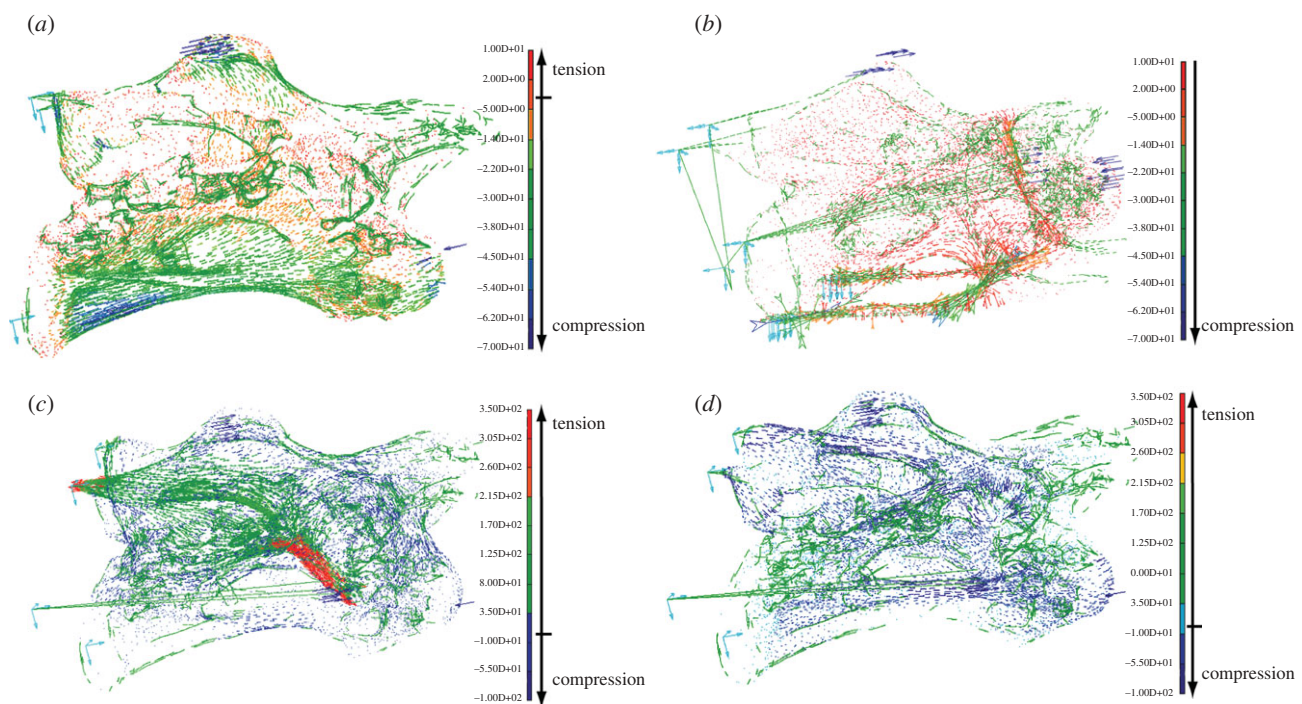 (a)
1.00D+01
tension
2.00D+00
−5.00D+00
−1.40D+01
−2.20D+01
−3.00D+01
−3.80D+01
−4.50D+01
−5.40D+01
−6.20D+01
compression
−7.00D+01
(b)
1.00D+01
2.00D+00
−5.00D+00
−1.40D+01
−2.20D+01
−3.00D+01
−3.80D+01
−4.50D+01
−5.40D+01
−6.20D+01
compression
−7.00D+01
(c)
3.50D+02
tension
3.05D+02
2.60D+02
2.15D+02
1.70D+02
1.25D+02
8.00D+01
3.50D+01
−1.00D+01
−5.50D+01
compression
−1.00D+02
(d)
3.50D+02
tension
3.05D+02
2.60D+02
2.15D+02
1.70D+02
1.25D+02
0.00D+01
3.50D+01
−1.00D+01
−5.50D+01
compression
−1.00D+02